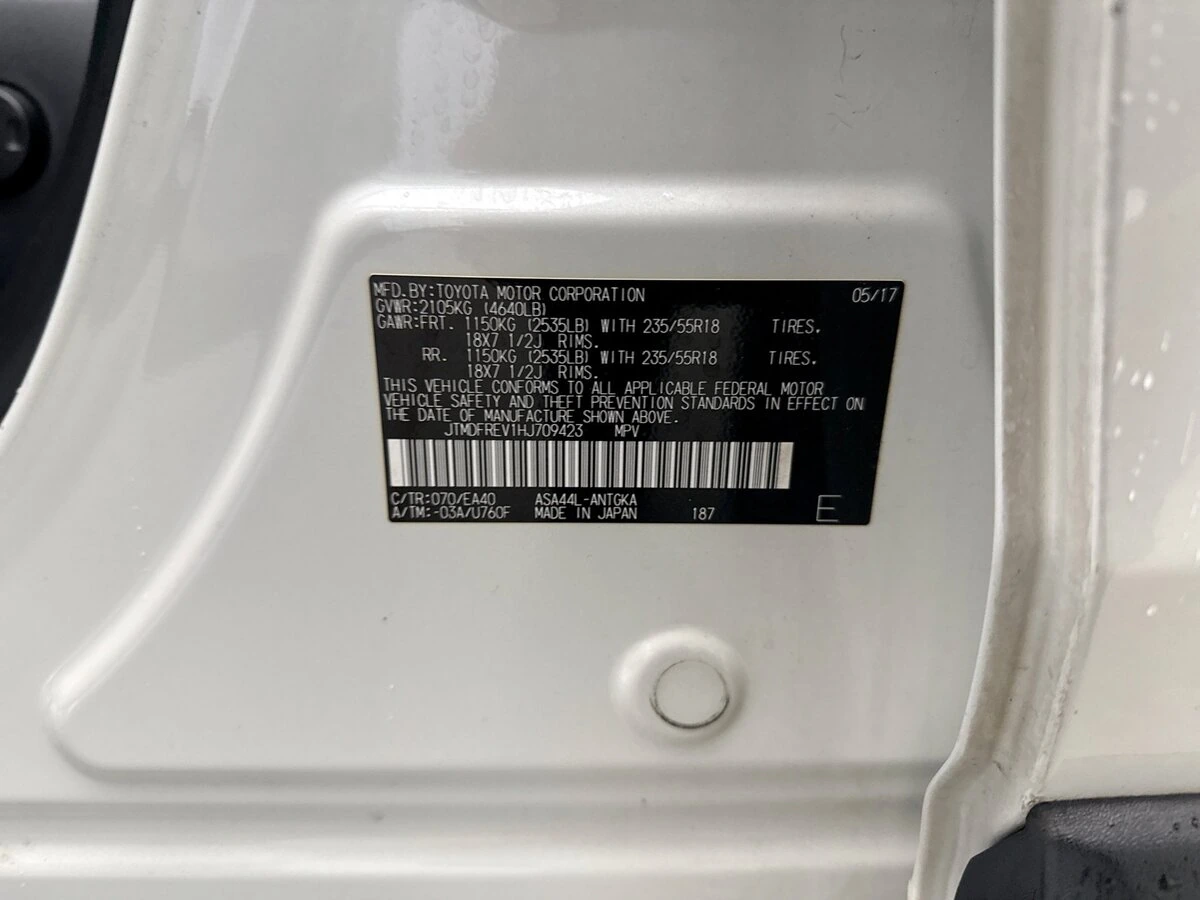 MFD.BY:TOYOTA MOTOR CORPORATION 05/17
GVWR:2105KG (4640LB)
GAWR:FRT. 1150KG (2535LB) WITH 235/55R18 TIRES.
18X7 1/2J RIMS.
RR. 1150KG (2535LB) WITH 235/55R18 TIRES.
18X7 1/2J RIMS.
THIS VEHICLE CONFORMS TO ALL APPLICABLE FEDERAL MOTOR
VEHICLE SAFETY AND THEFT PREVENTION STANDARDS IN EFFECT ON
THE DATE OF MANUFACTURE SHOWN ABOVE.
JTMDFREV1HJ709423 MPV
C/TR:070/EA40 ASA44L-ANTGKA
A/TM:-03A/U760F MADE IN JAPAN 187 E